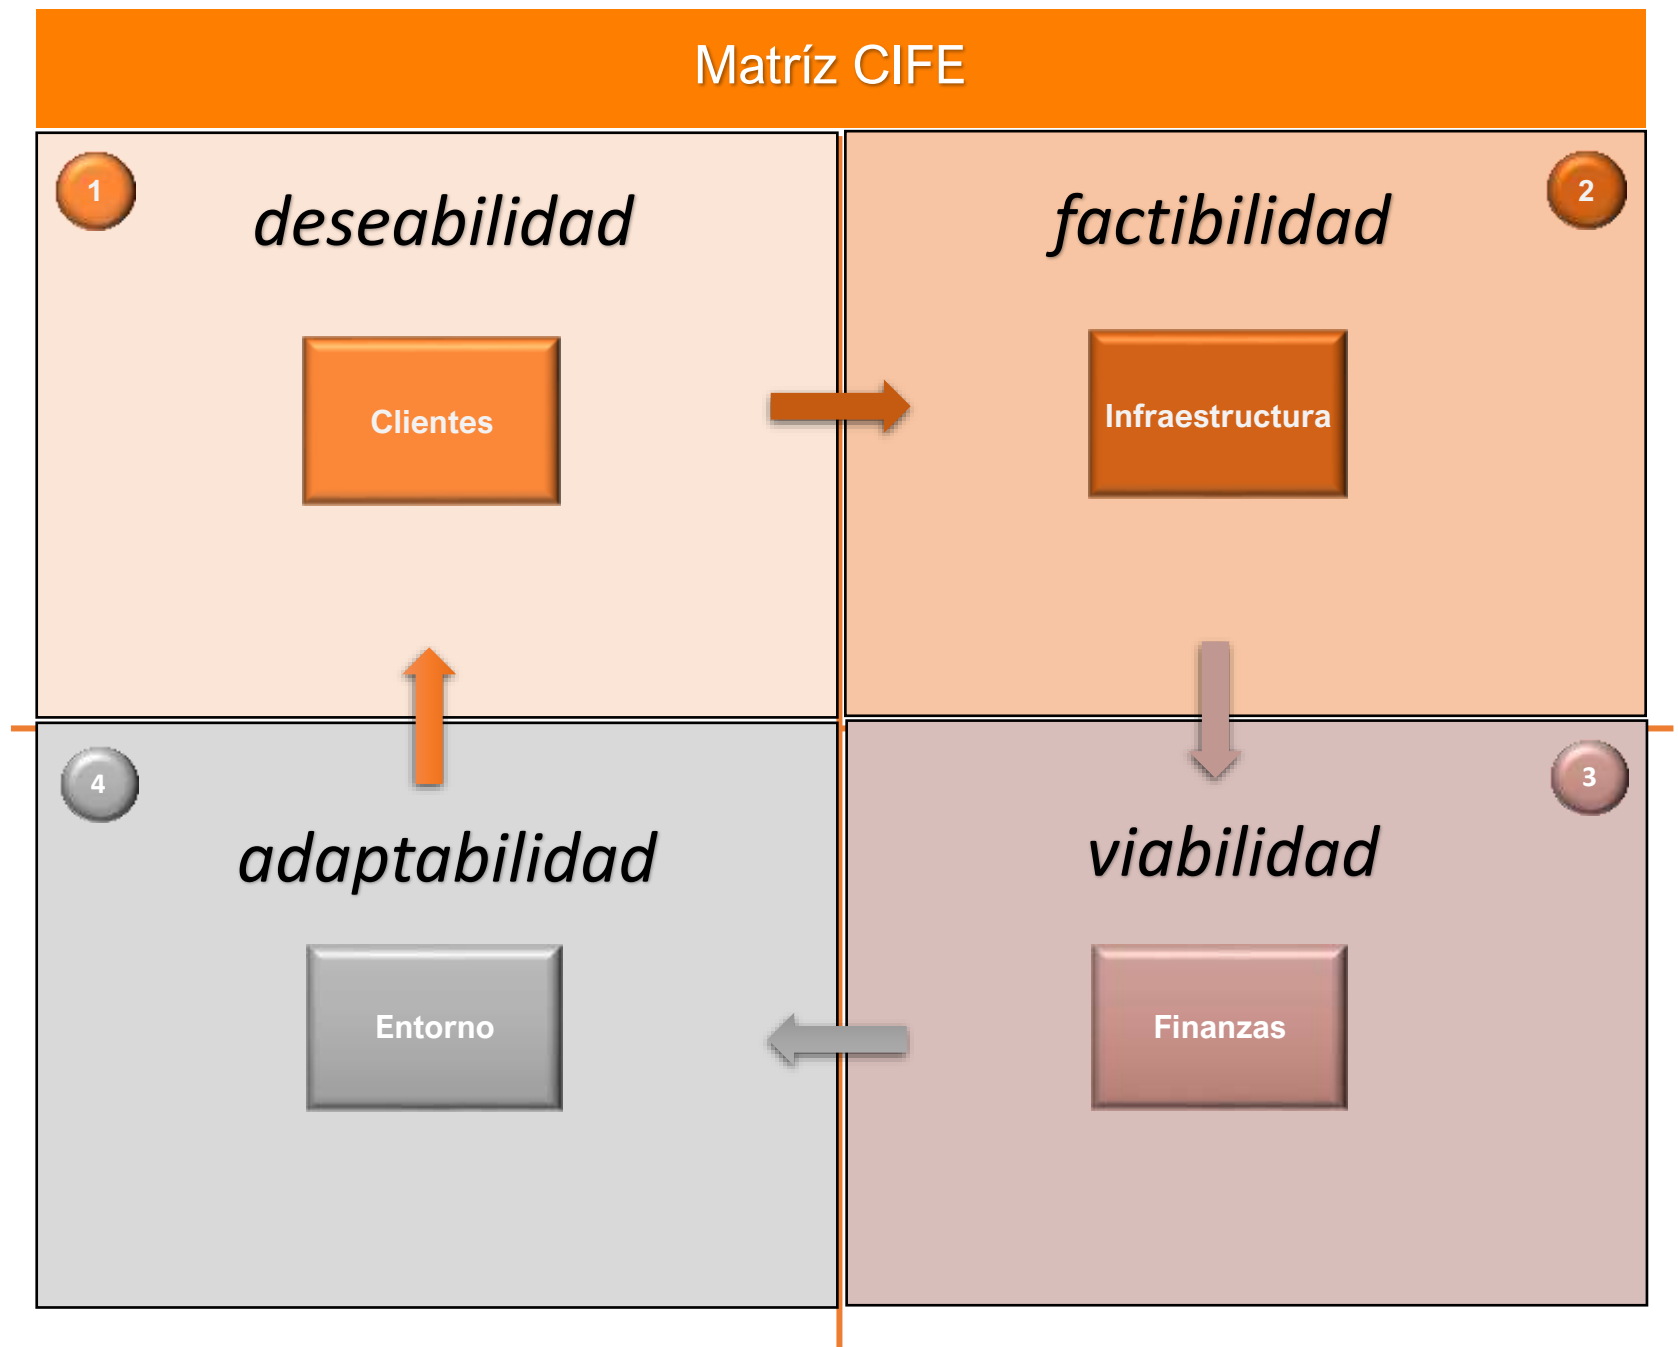 Matríz CIFE
1
deseabilidad
Clientes
2
factibilidad
Infraestructura
3
viabilidad
Finanzas
4
adaptabilidad
Entorno